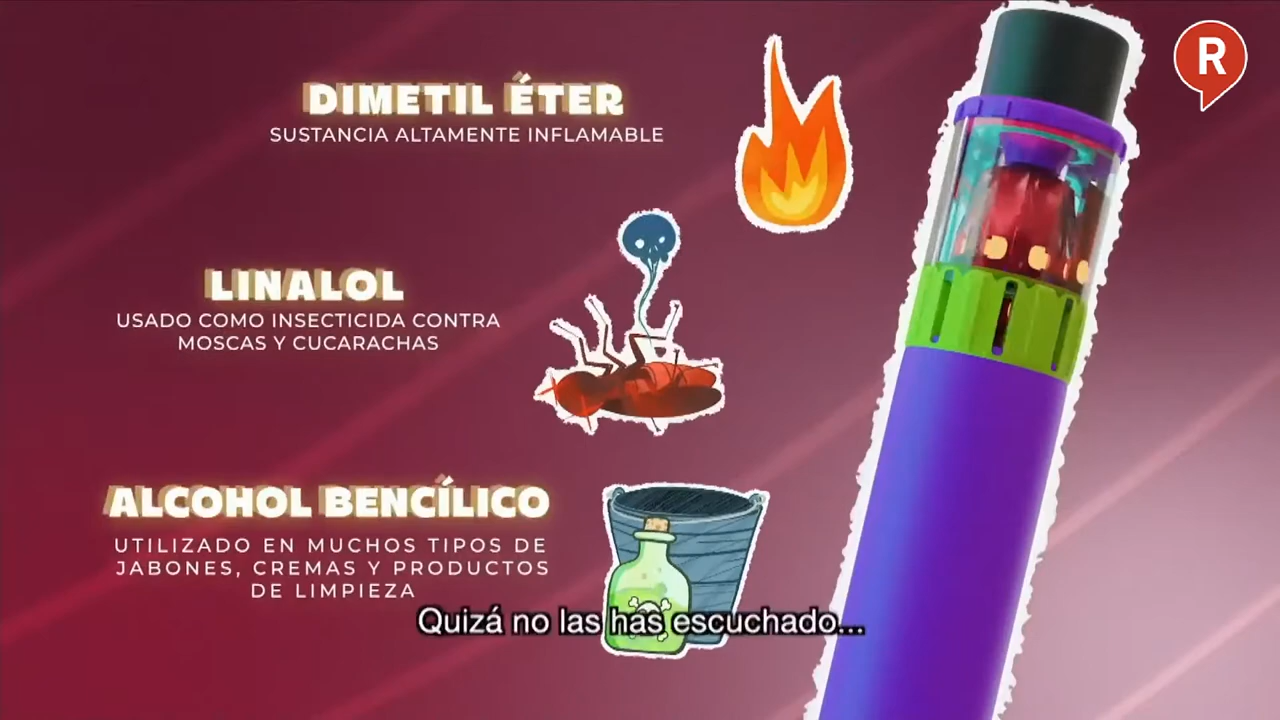 R
DIMETIL ÉTER
SUSTANCIA ALTAMENTE INFLAMABLE
LINALOL
USADO COMO INSECTICIDA CONTRA
MOSCAS Y CUCARACHAS
ALCOHOL BENCÍLICO
UTILIZADO EN MUCHOS TIPOS DE
JABONES, CREMAS Y PRODUCTOS
DE LIMPIEZA
Quizá no las has escuchado...